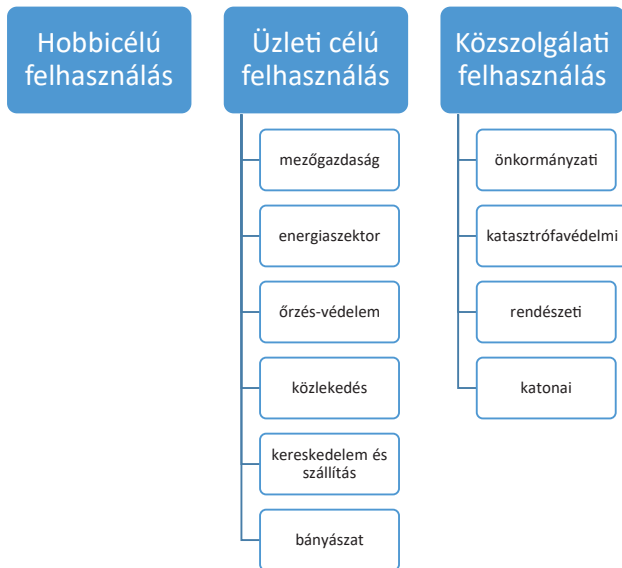 Hobbicélú
felhasználás
Üzleti célú
felhasználás
mezőgazdaság
energiaszektor
őrzés-védelem
közlekedés
kereskedelem és
szállítás
bányászat
Közszolgálati
felhasználás
önkormányzati
katasztrófavédelmi
rendészeti
katonai